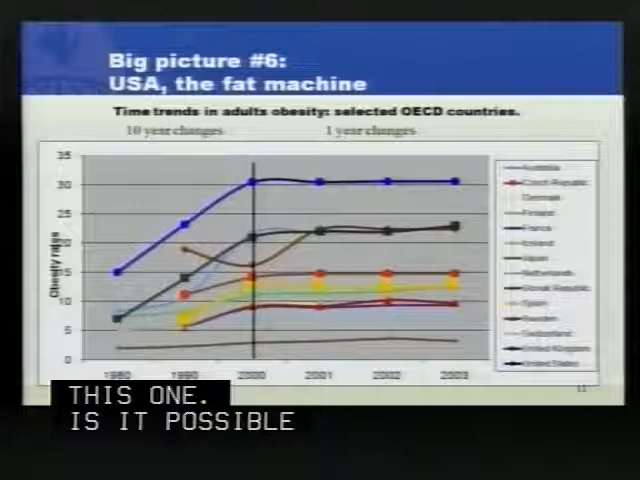 Big picture #6:
USA, the fat machine
Time trends in adults obesity: selected OECD countries.
10 year changes
1 year changes
35
30
25
20
15
10
5
0
Obesity rates
1980
1990
2000
2001
2002
2003
Australia
Czech Republic
Denmark
Finland
France
Iceland
Japan
Netherlands
Slovak Republic
Spain
Sweden
Switzerland
United Kingdom
United States
THIS ONE.
IS IT POSSIBLE